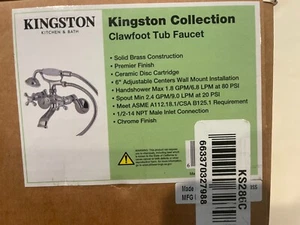 KINGSTON
KITCHEN & BATH
Kingston Collection
Clawfoot Tub Faucet
• Solid Brass Construction
• Premier Finish
• Ceramic Disc Cartridge
• 6" Adjustable Centers Wall Mount Installation
• Handshower Max 1.8 GPM/6.8 LPM at 80 PSI
• Spout Min 2.4 GPM/9.0 LPM at 20 PSI
• Meet ASME A112.18.1/CSA B125.1 Requirement
• 1/2-14 NPT Male Inlet Connection
• Chrome Finish
Made
MFG
KS286C
663370327988